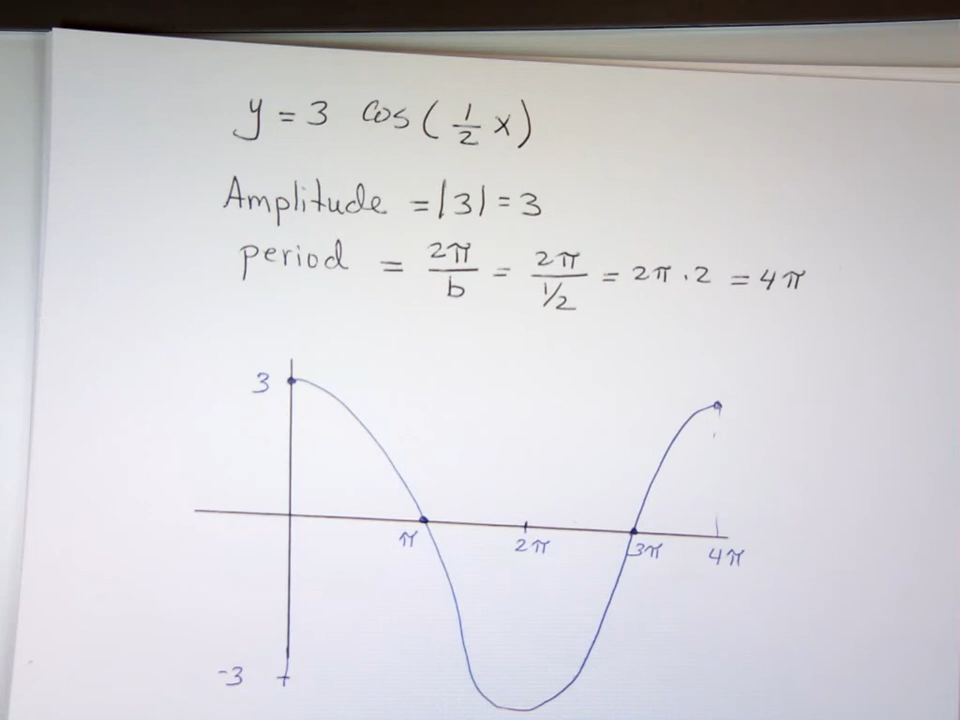 y = 3 cos(1/2 x)
Amplitude = |3| = 3
period = 2π/b = 2π/1/2 = 2π · 2 = 4π
3
π 2π 3π 4π
-3